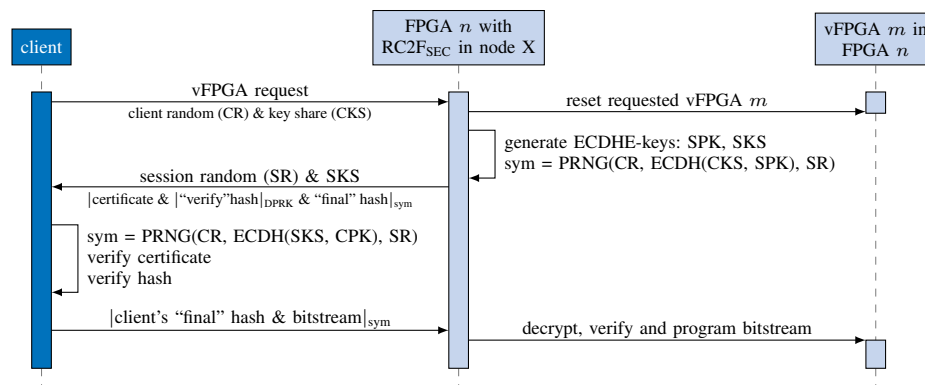 client
FPGA n with
RC2F_SEC in node X
vFPGA m in
FPGA n
vFPGA request
client random (CR) & key share (CKS)
reset requested vFPGA m
generate ECDHE-keys: SPK, SKS
sym = PRNG(CR, ECDH(CKS, SPK), SR)
session random (SR) & SKS
|certificate & |“verify”hash|_DPRK & “final” hash|_sym
sym = PRNG(CR, ECDH(SKS, CPK), SR)
verify certificate
verify hash
|client’s “final” hash & bitstream|_sym
decrypt, verify and program bitstream